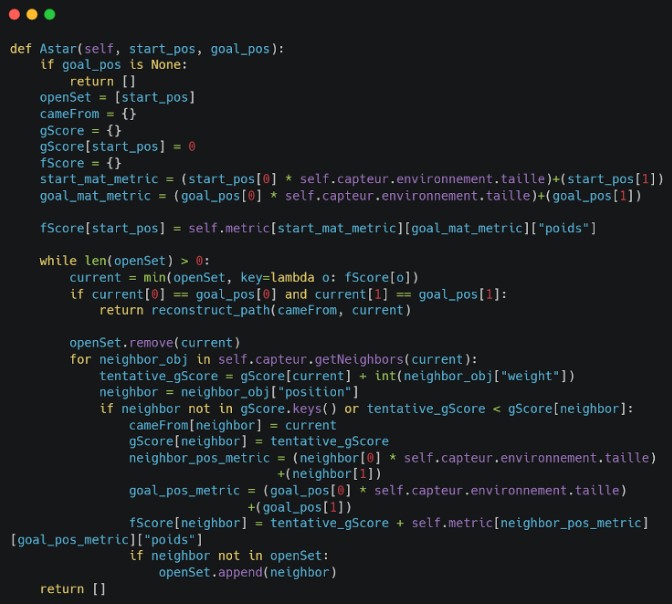 def Astar(self, start_pos, goal_pos):
    if goal_pos is None:
        return []
    openSet = [start_pos]
    cameFrom = {}
    gScore = {}
    gScore[start_pos] = 0
    fScore = {}
    start_mat_metric = (start_pos[0] * self.capteur.environnement.taille)+(start_pos[1])
    goal_mat_metric = (goal_pos[0] * self.capteur.environnement.taille)+(goal_pos[1])

    fScore[start_pos] = self.metric[start_mat_metric][goal_mat_metric]["poids"]

    while len(openSet) > 0:
        current = min(openSet, key=lambda o: fScore[o])
        if current[0] == goal_pos[0] and current[1] == goal_pos[1]:
            return reconstruct_path(cameFrom, current)

        openSet.remove(current)
        for neighbor_obj in self.capteur.getNeighbors(current):
            tentative_gScore = gScore[current] + int(neighbor_obj["weight"])
            neighbor = neighbor_obj["position"]
            if neighbor not in gScore.keys() or tentative_gScore < gScore[neighbor]:
                cameFrom[neighbor] = current
                gScore[neighbor] = tentative_gScore
                neighbor_pos_metric = (neighbor[0] * self.capteur.environnement.taille)
                                    +(neighbor[1])
                goal_pos_metric = (goal_pos[0] * self.capteur.environnement.taille)
                                +(goal_pos[1])
                fScore[neighbor] = tentative_gScore + self.metric[neighbor_pos_metric]
[goal_pos_metric]["poids"]
                if neighbor not in openSet:
                    openSet.append(neighbor)
    return []